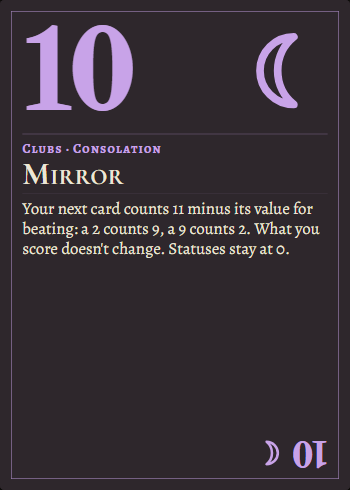 10
Clubs · Consolation
Mirror
Your next card counts 11 minus its value for
beating: a 2 counts 9, a 9 counts 2. What you
score doesn't change. Statuses stay at 0.
10